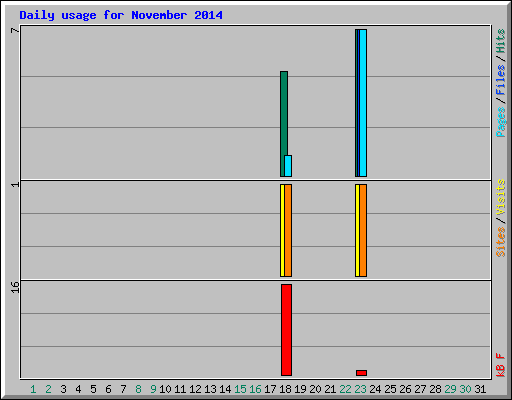 Daily usage for November 2014
7
Pages/Files/Hits
1
Sites/Visits
16
kB F
1 2 3 4 5 6 7 8 9 10 11 12 13 14 15 16 17 18 19 20 21 22 23 24 25 26 27 28 29 30 31